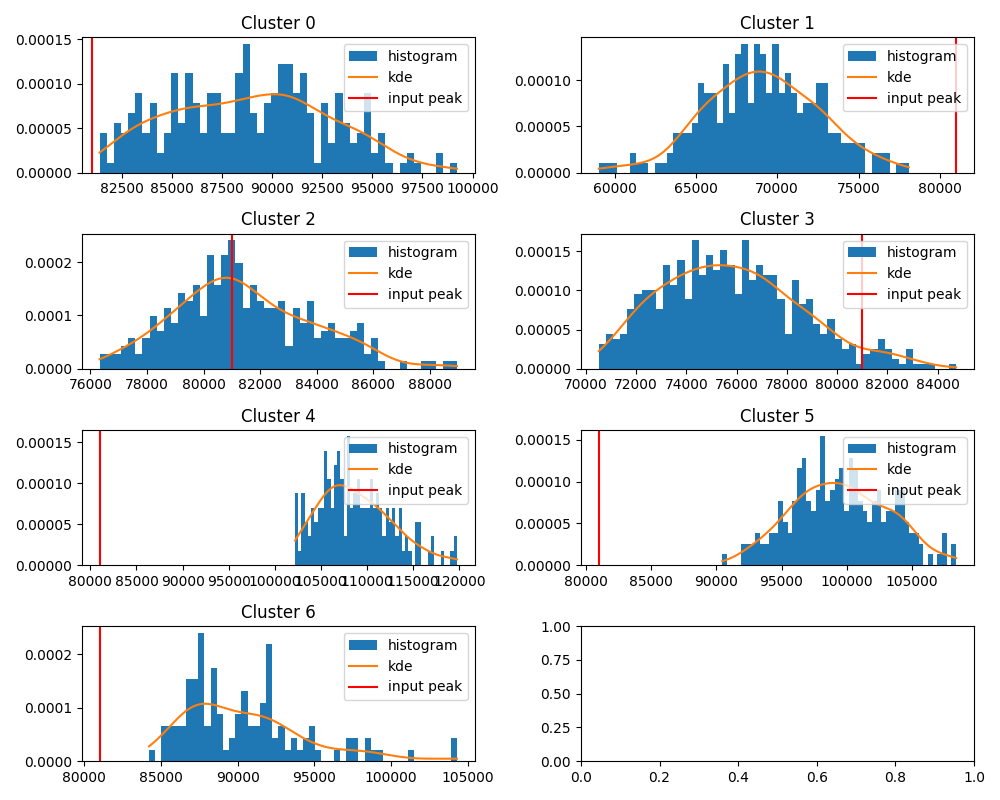 Cluster 0
0.00015
0.00010
0.00005
0.00000
histogram
kde
input peak
82500 85000 87500 90000 92500 95000 97500 100000
Cluster 1
0.00010
0.00005
0.00000
histogram
kde
input peak
60000 65000 70000 75000 80000
Cluster 2
0.0002
0.0001
0.0000
histogram
kde
input peak
76000 78000 80000 82000 84000 86000 88000
Cluster 3
0.00015
0.00010
0.00005
0.00000
histogram
kde
input peak
70000 72000 74000 76000 78000 80000 82000 84000
Cluster 4
0.00015
0.00010
0.00005
0.00000
histogram
kde
input peak
80000 85000 90000 95000 100000 105000 110000 115000 120000
Cluster 5
0.00015
0.00010
0.00005
0.00000
histogram
kde
input peak
80000 85000 90000 95000 100000 105000
Cluster 6
0.0002
0.0001
0.0000
histogram
kde
input peak
80000 85000 90000 95000 100000 105000
1.00
0.75
0.50
0.25
0.00
0.0 0.2 0.4 0.6 0.8 1.0